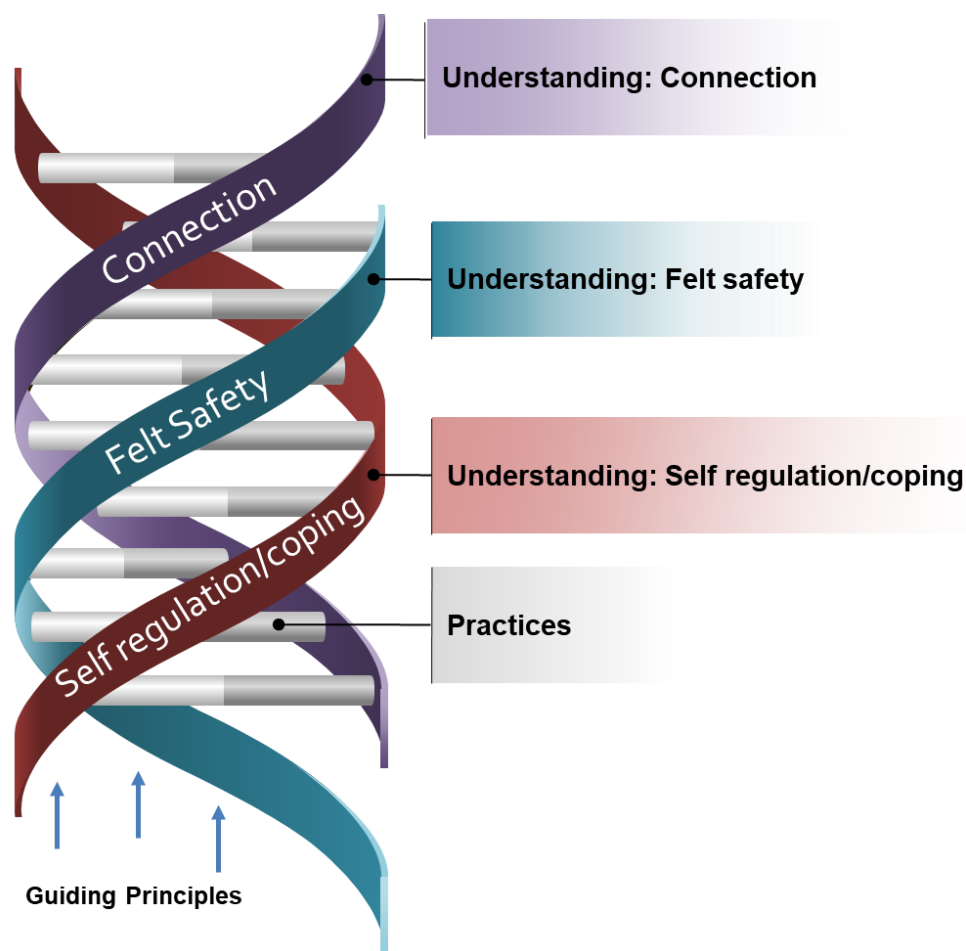 Understanding: Connection
Connection
Understanding: Felt safety
Felt Safety
Understanding: Self regulation/coping
Self regulation/coping
Practices
Guiding Principles